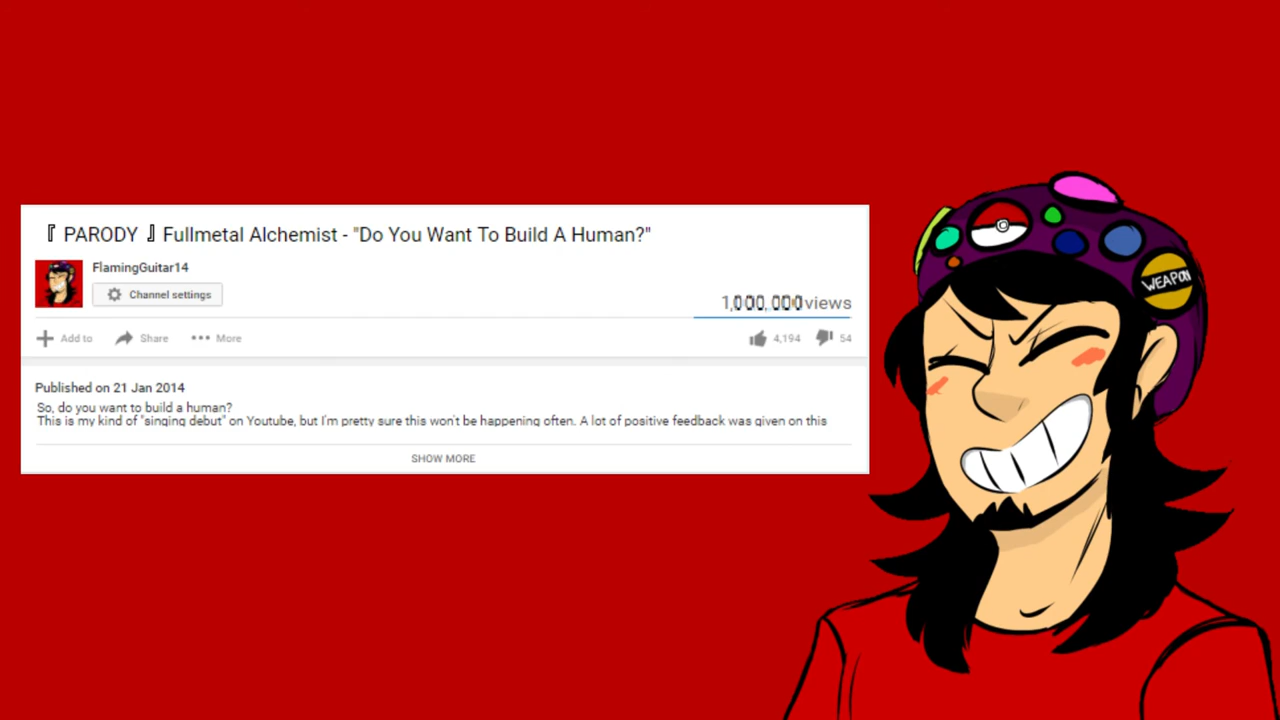 『 PARODY 』 Fullmetal Alchemist - "Do You Want To Build A Human?"
FlamingGuitar14
Channel settings
1,000,000 views
Add to Share More
4,194 54
Published on 21 Jan 2014
So, do you want to build a human?
This is my kind of "singing debut" on Youtube, but I'm pretty sure this won't be happening often. A lot of positive feedback was given on this
SHOW MORE
WEAPON